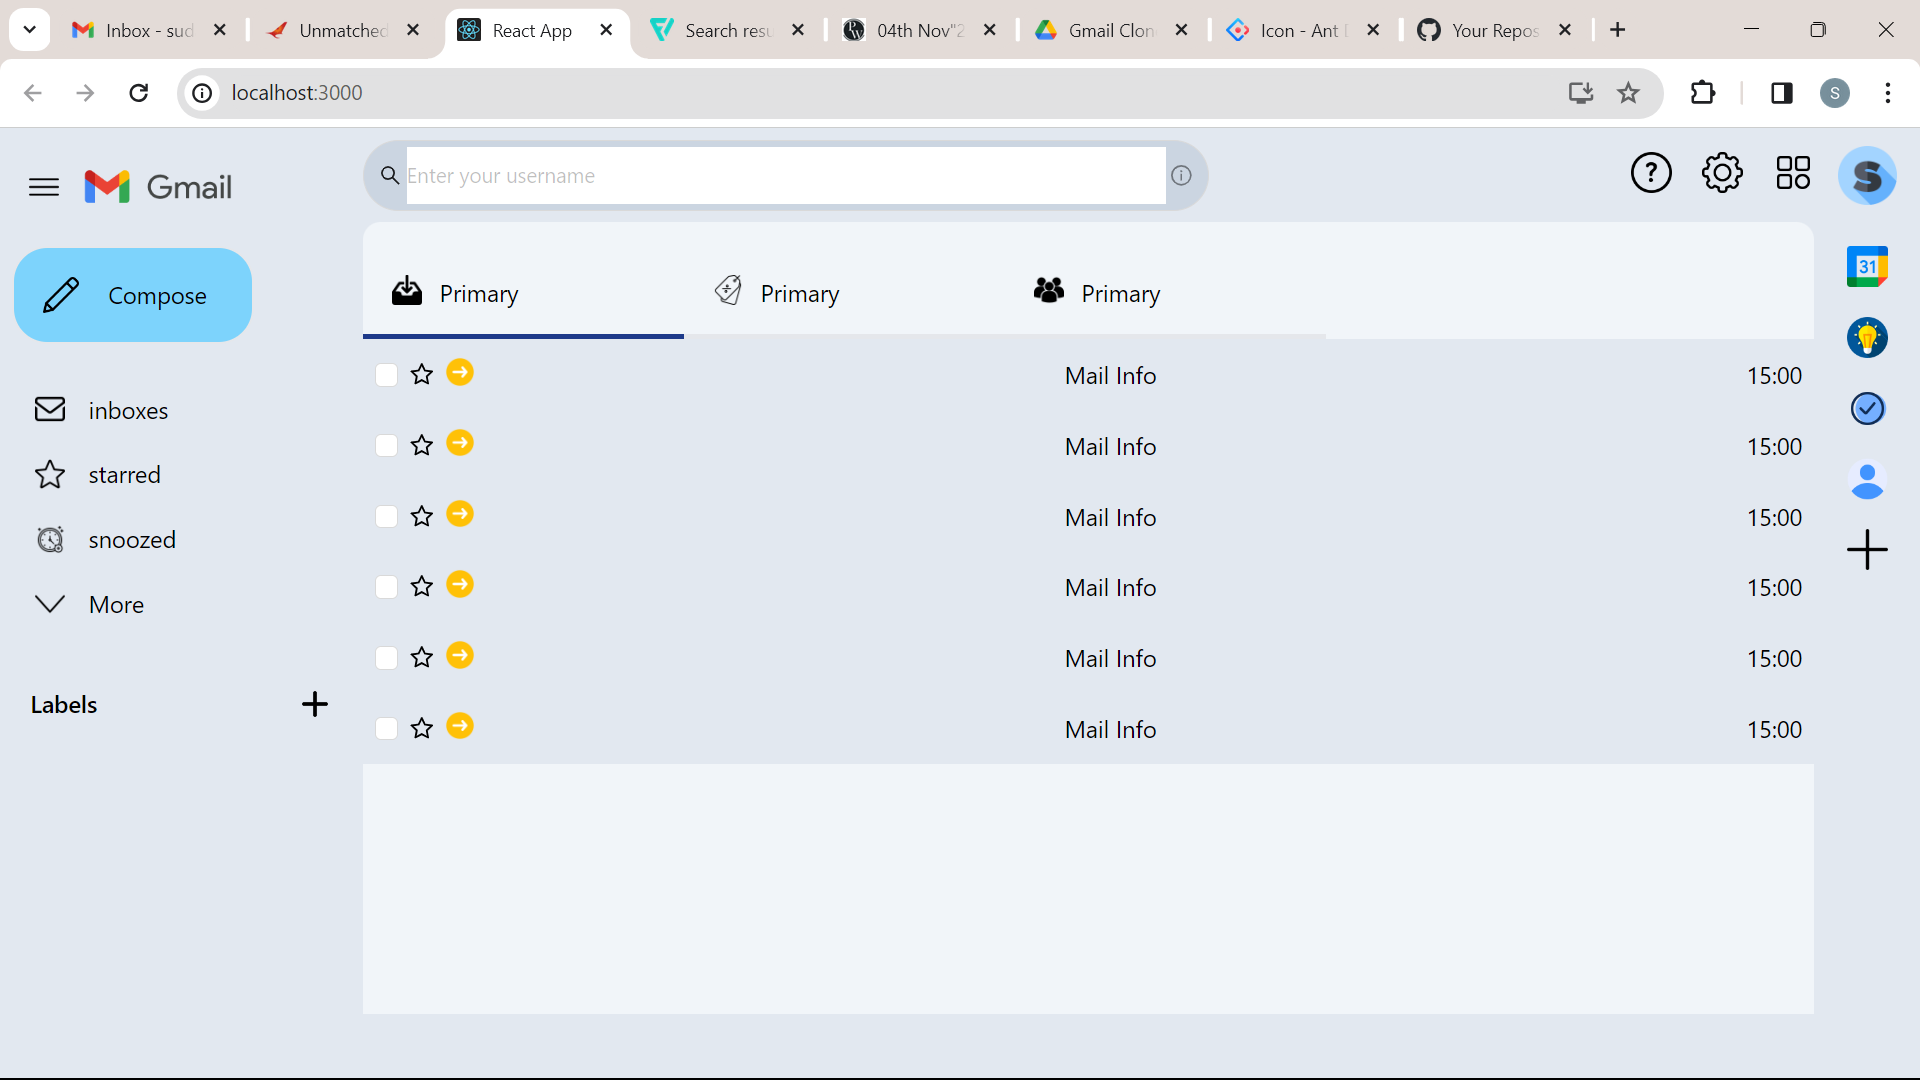 Inbox - sud
Unmatched
React App
Search resu
04th Nov"2
Gmail Clon
Icon - Ant D
Your Repos
localhost:3000
S
Gmail
Enter your username
?
S
Compose
Primary
Primary
Primary
31
inboxes
starred
snoozed
More
Labels
Mail Info 15:00
Mail Info 15:00
Mail Info 15:00
Mail Info 15:00
Mail Info 15:00
Mail Info 15:00